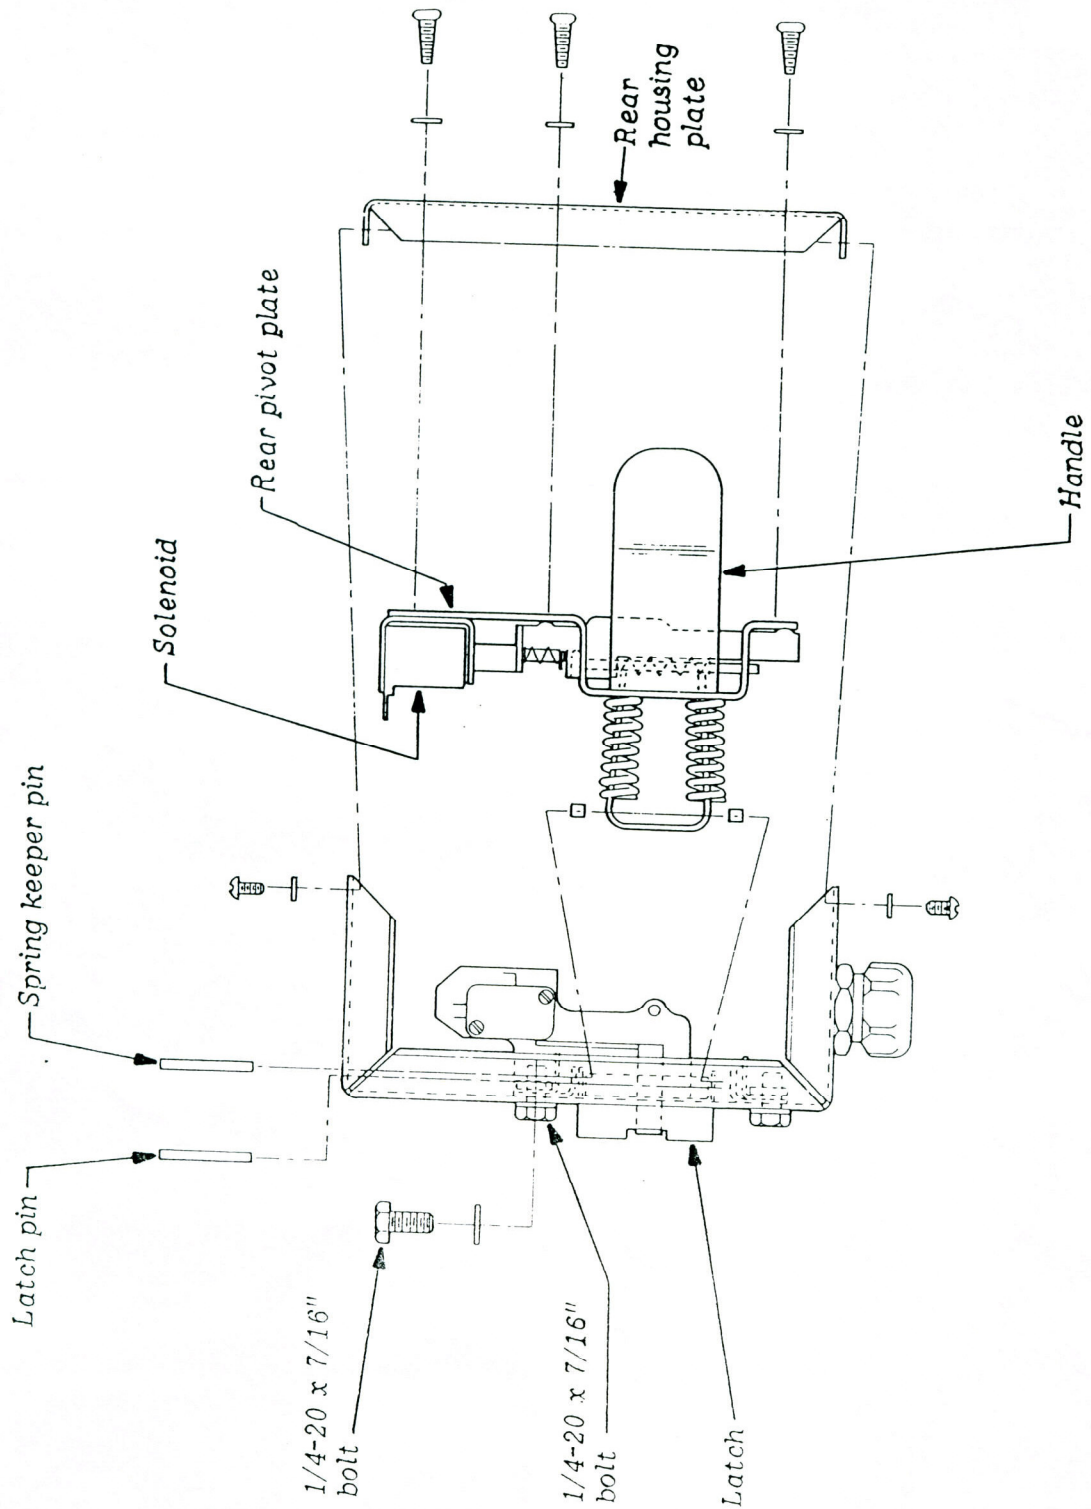 Latch pin
Spring keeper pin
Solenoid
Rear pivot plate
Rear
housing
plate
1/4-20 x 7/16"
bolt
1/4-20 x 7/16"
bolt
Latch
Handle